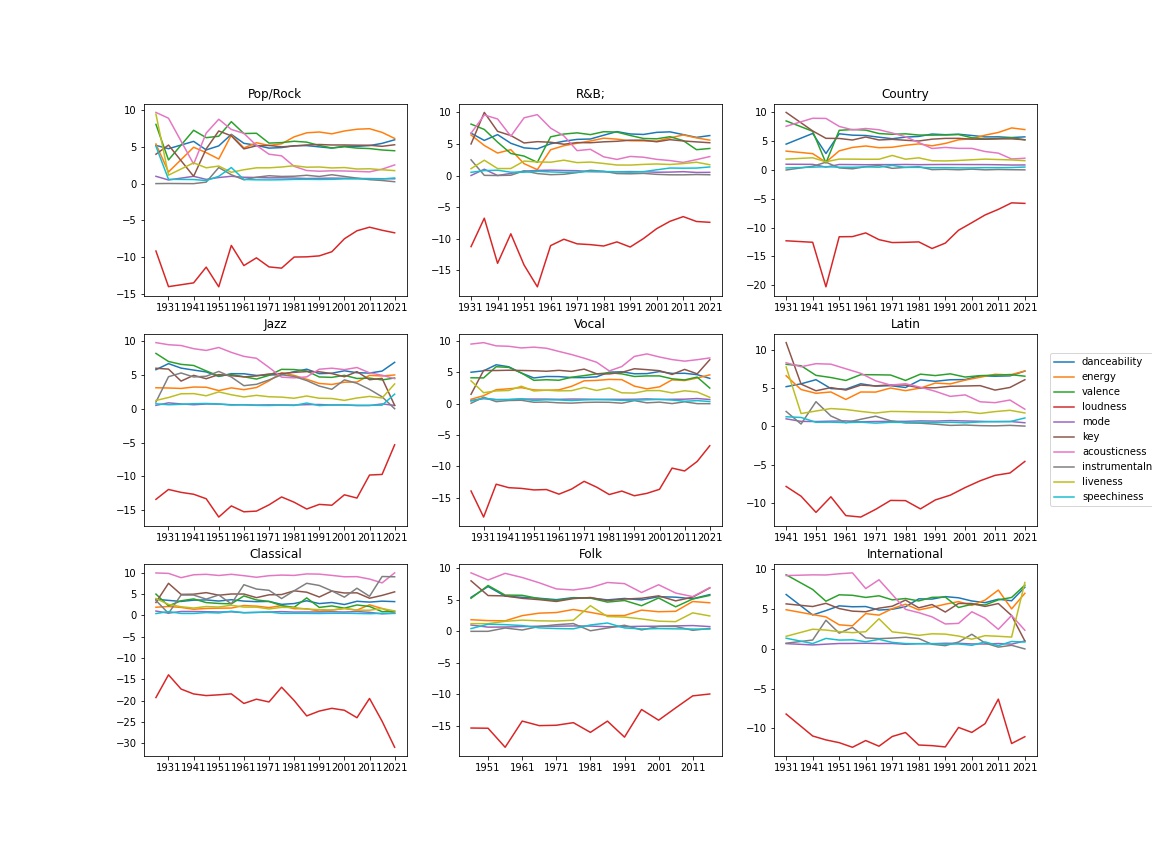 Pop/Rock R&B; Country
10 10 10
5 5 5
0 0 0
−5 −5 −5
−10 −10 −10
−15 −15 −15
−20
1931 1941 1951 1961 1971 1981 1991 2001 2011 2021 1931 1941 1951 1961 1971 1981 1991 2001 2011 2021 1931 1941 1951 1961 1971 1981 1991 2001 2011 2021
Jazz Vocal Latin
10 10 10
5 5 5
0 0 0
−5 −5 −5
−10 −10 −10
−15 −15
1931 1941 1951 1961 1971 1981 1991 2001 2011 2021 1931 1941 1951 1961 1971 1981 1991 2001 2011 2021 1941 1951 1961 1971 1981 1991 2001 2011 2021
danceability
energy
valence
loudness
mode
key
acousticness
instrumentaln
liveness
speechiness
Classical Folk International
10 10 10
5 5 5
0 0 0
−5 −5 −5
−10 −10 −10
−15 −15
−20
−25
−30
1931 1941 1951 1961 1971 1981 1991 2001 2011 2021 1951 1961 1971 1981 1991 2001 2011 1931 1941 1951 1961 1971 1981 1991 2001 2011 2021